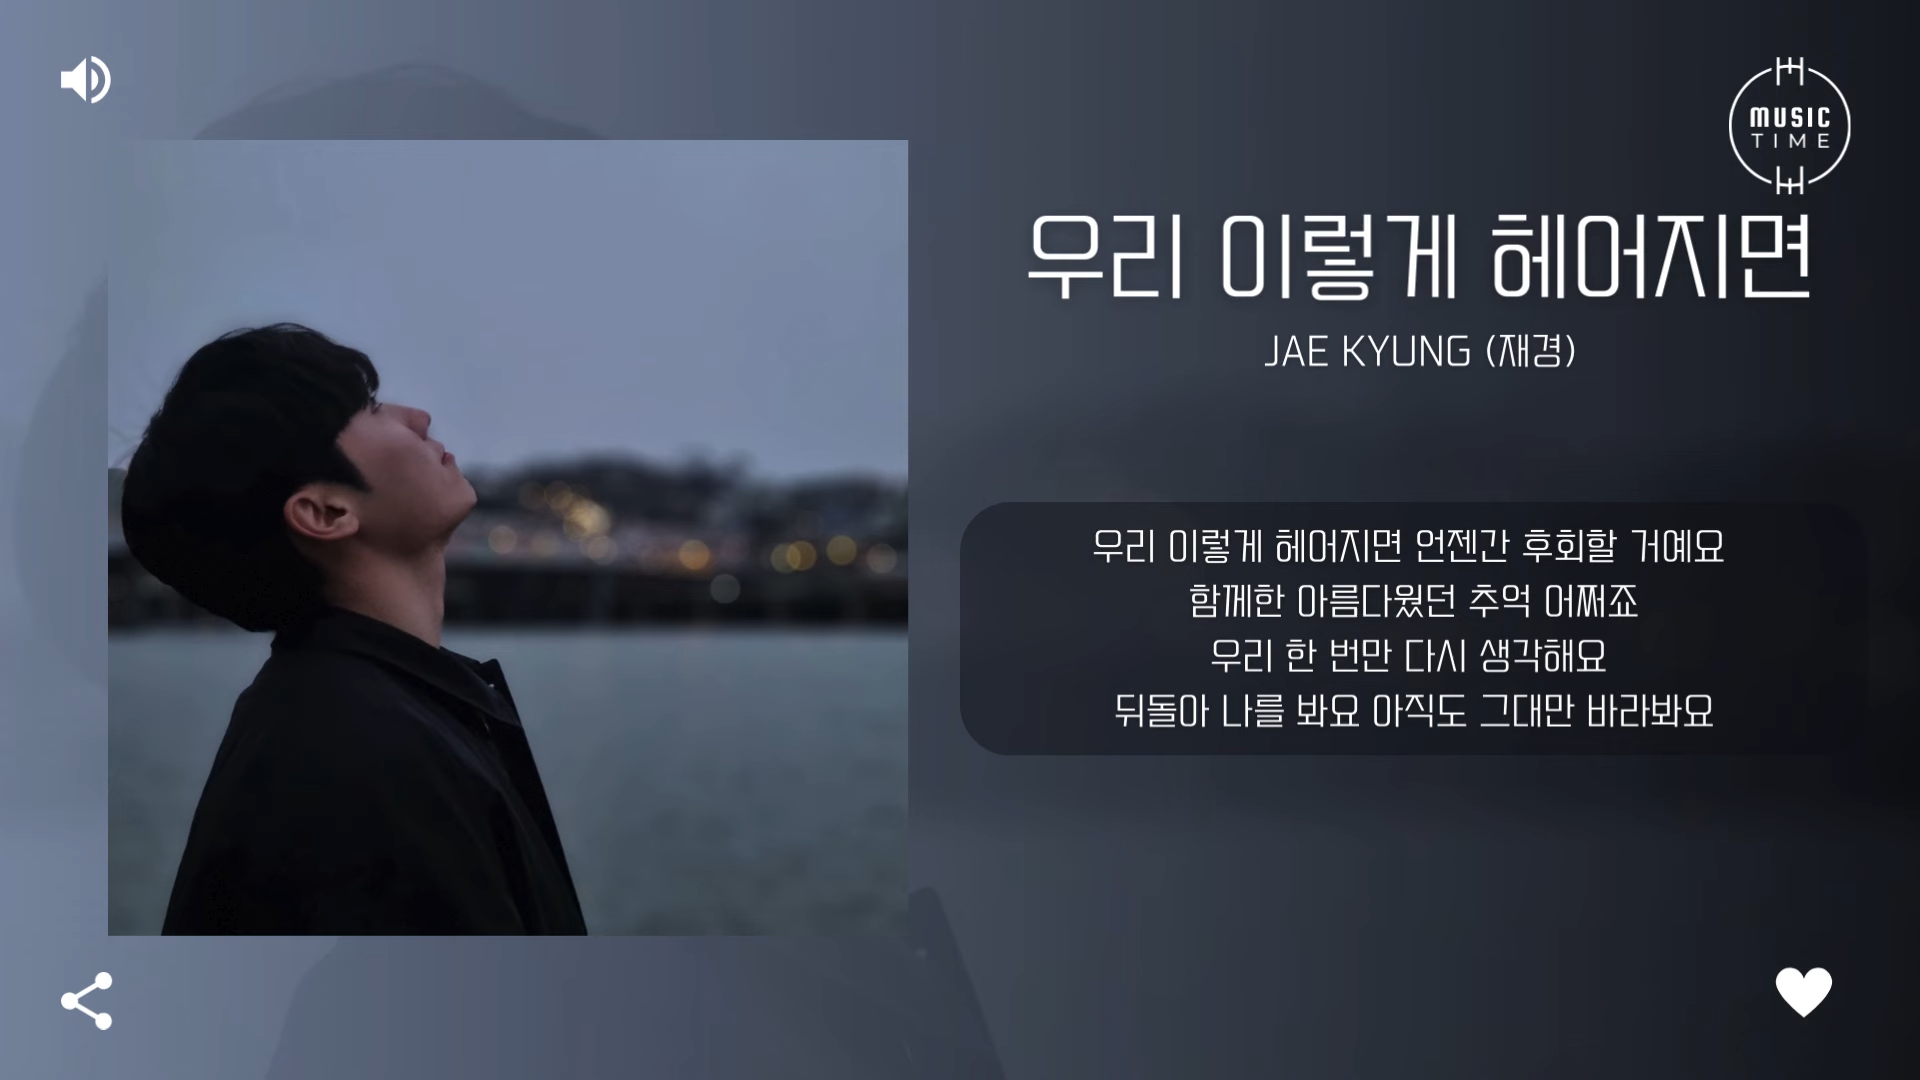 MUSIC
TIME
우리 이렇게 헤어지면
JAE KYUNG (재경)
우리 이렇게 헤어지면 언젠간 후회할 거예요
함께한 아름다웠던 추억 어쩌죠
우리 한 번만 다시 생각해요
뒤돌아 나를 봐요 아직도 그대만 바라봐요